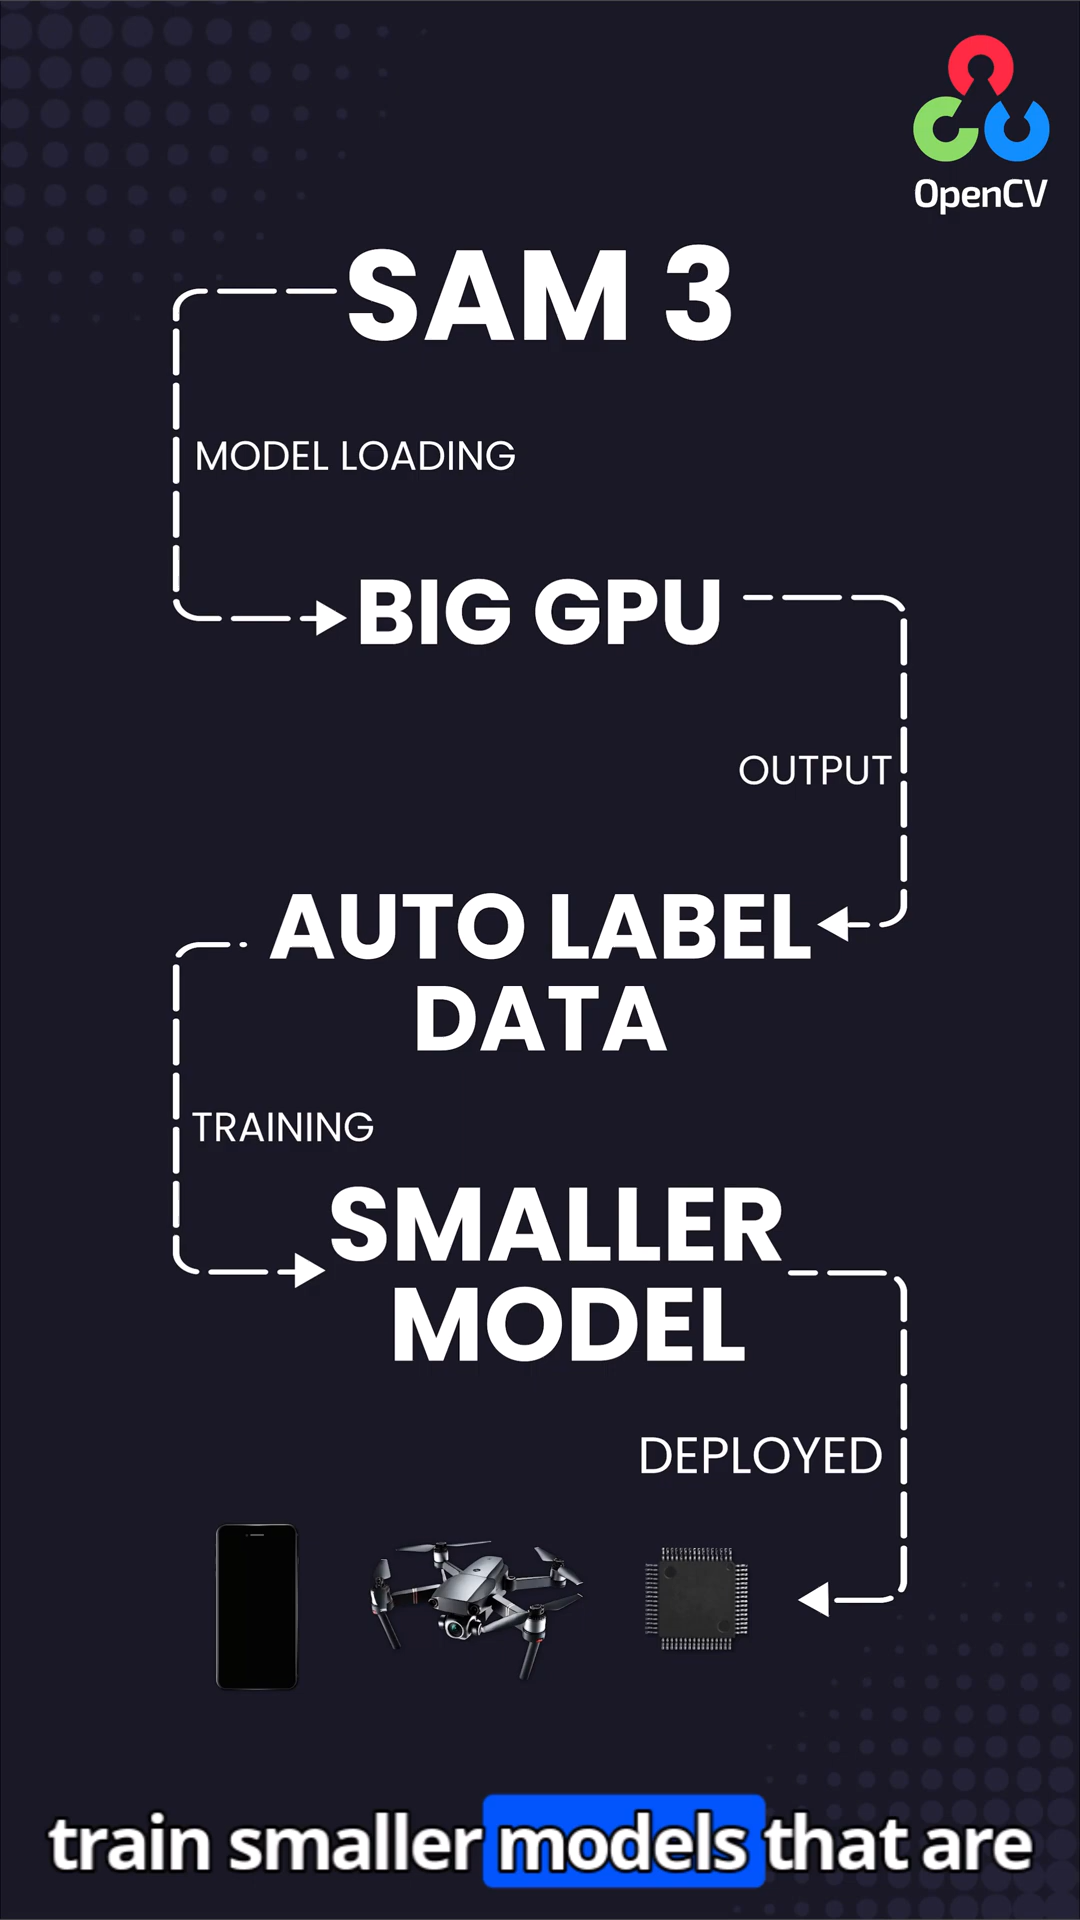 OpenCV
SAM 3
MODEL LOADING
BIG GPU
OUTPUT
AUTO LABEL
DATA
TRAINING
SMALLER
MODEL
DEPLOYED
train smaller models that are